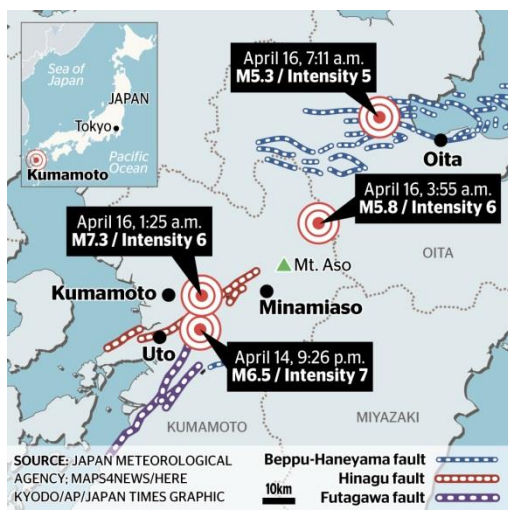 Sea of
Japan
JAPAN
Tokyo
Pacific
Ocean
Kumamoto
April 16, 7:11 a.m.
M5.3 / Intensity 5
Oita
April 16, 3:55 a.m.
M5.8 / Intensity 6
OITA
April 16, 1:25 a.m.
M7.3 / Intensity 6
Mt. Aso
Kumamoto
Minamiaso
Uto
April 14, 9:26 p.m.
M6.5 / Intensity 7
KUMAMOTO
MIYAZAKI
SOURCE: JAPAN METEOROLOGICAL
AGENCY; MAPS4NEWS/HERE
KYODO/AP/JAPAN TIMES GRAPHIC
10km
Beppu-Haneyama fault
Hinagu fault
Futagawa fault